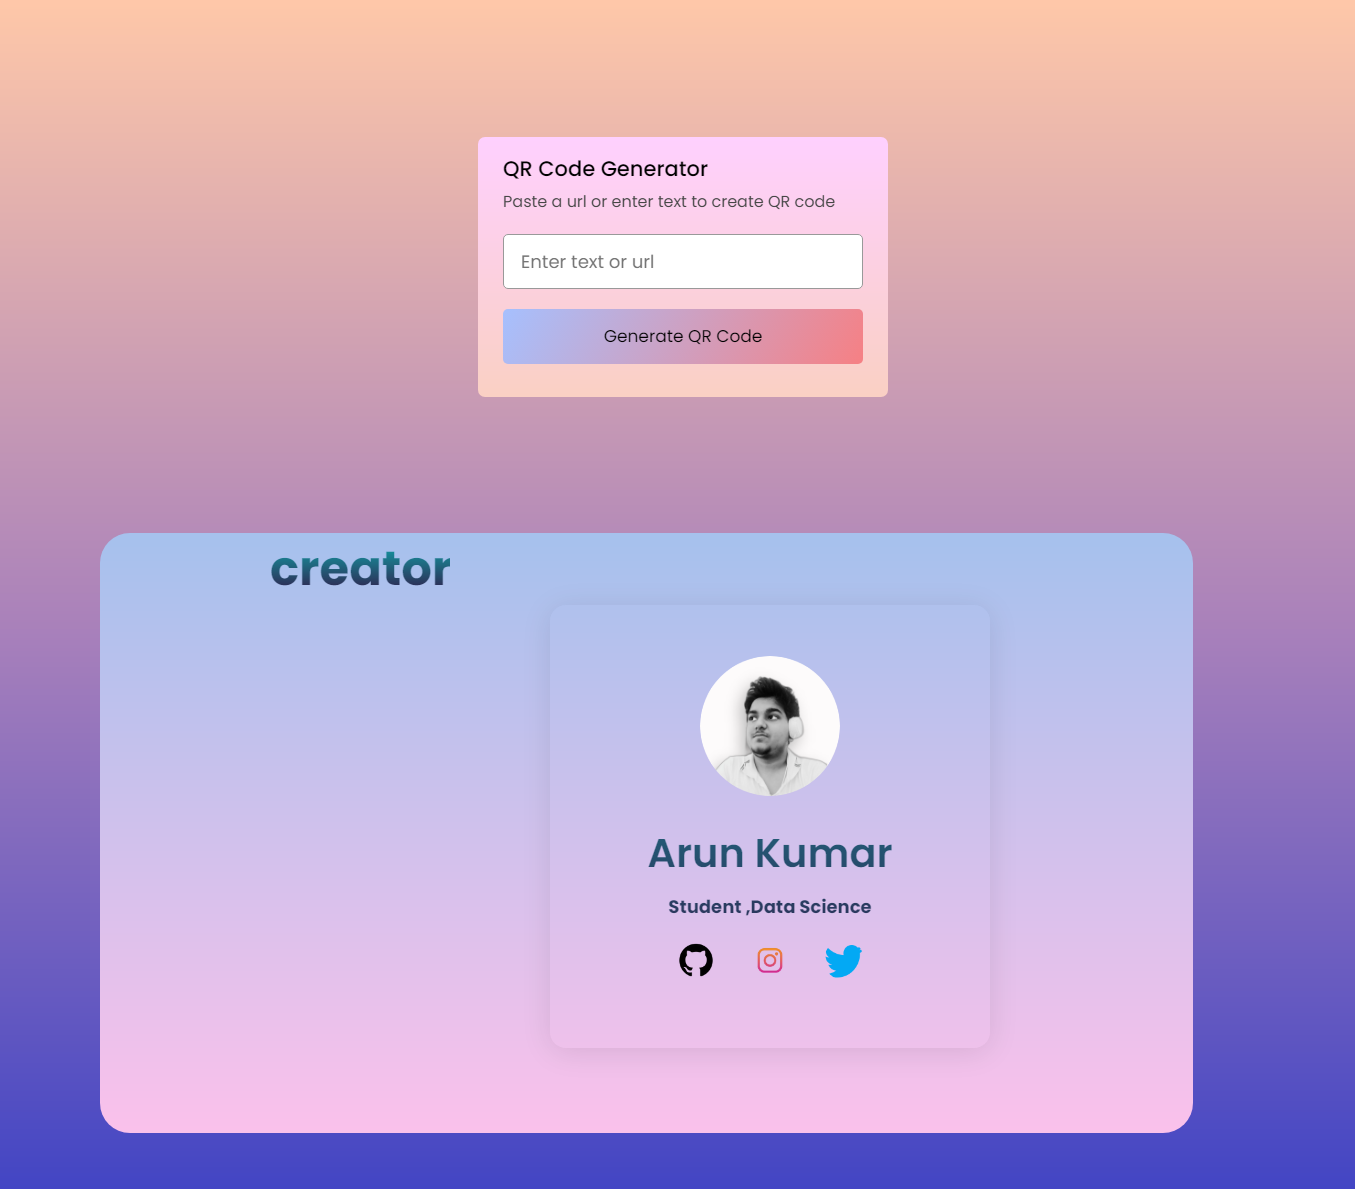 QR Code Generator
Paste a url or enter text to create QR code
Enter text or url
Generate QR Code
creator
Arun Kumar
Student ,Data Science